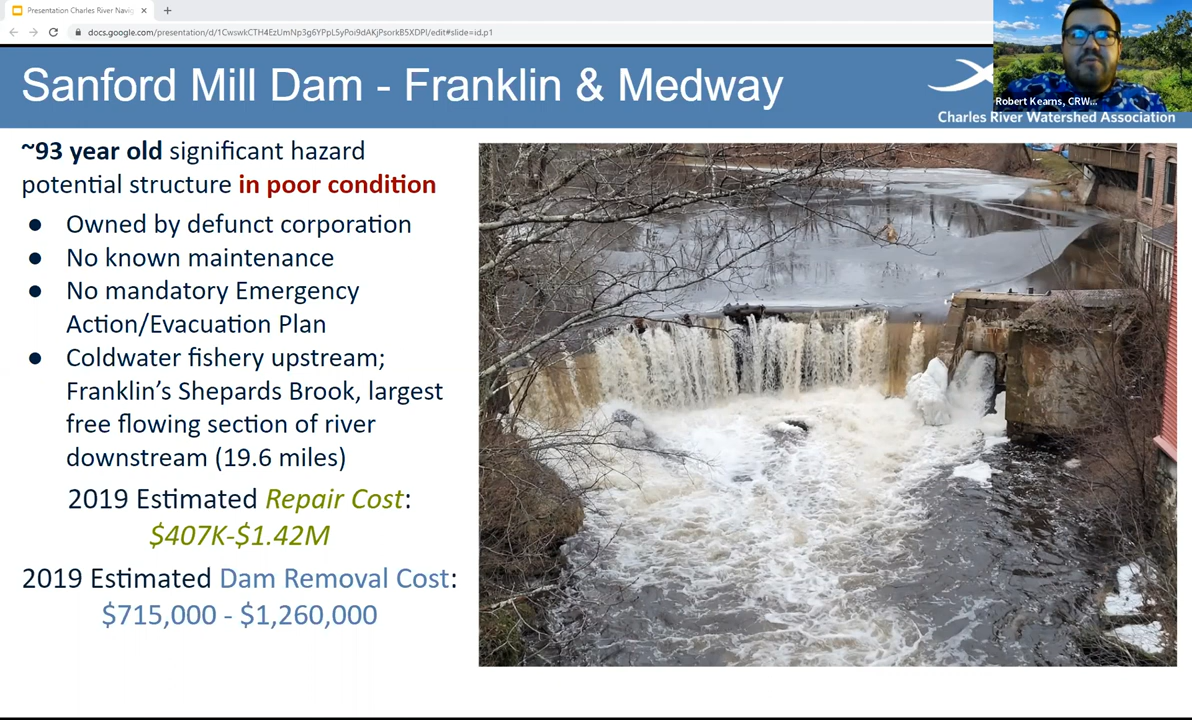 Presentation Charles River Navig
docs.google.com/presentation/d/1CwswkCTH4EzUmNp3g6YPpL5yPoi9dAKjPsorkB5XDPI/edit#slide=id.p1
Sanford Mill Dam - Franklin & Medway
Robert Kearns, CRW...
Charles River Watershed Association
~93 year old significant hazard
potential structure in poor condition
● Owned by defunct corporation
● No known maintenance
● No mandatory Emergency
Action/Evacuation Plan
● Coldwater fishery upstream;
Franklin’s Shepards Brook, largest
free flowing section of river
downstream (19.6 miles)
2019 Estimated Repair Cost:
$407K-$1.42M
2019 Estimated Dam Removal Cost:
$715,000 - $1,260,000